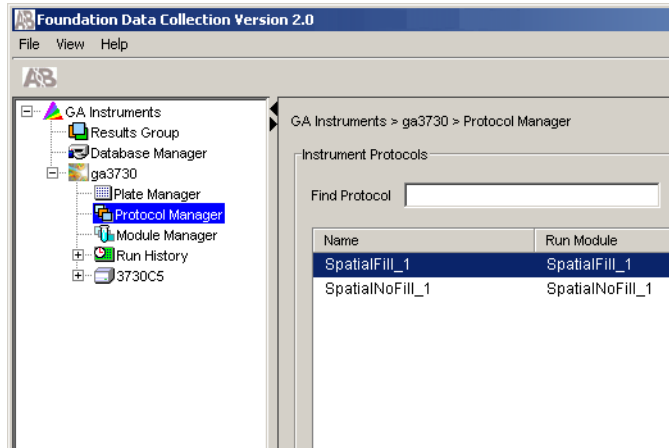 Foundation Data Collection Version 2.0
File View Help
AB
GA Instruments
Results Group
Database Manager
ga3730
Plate Manager
Protocol Manager
Module Manager
Run History
3730C5
GA Instruments > ga3730 > Protocol Manager
Instrument Protocols
Find Protocol
Name Run Module
SpatialFill_1 SpatialFill_1
SpatialNoFill_1 SpatialNoFill_1